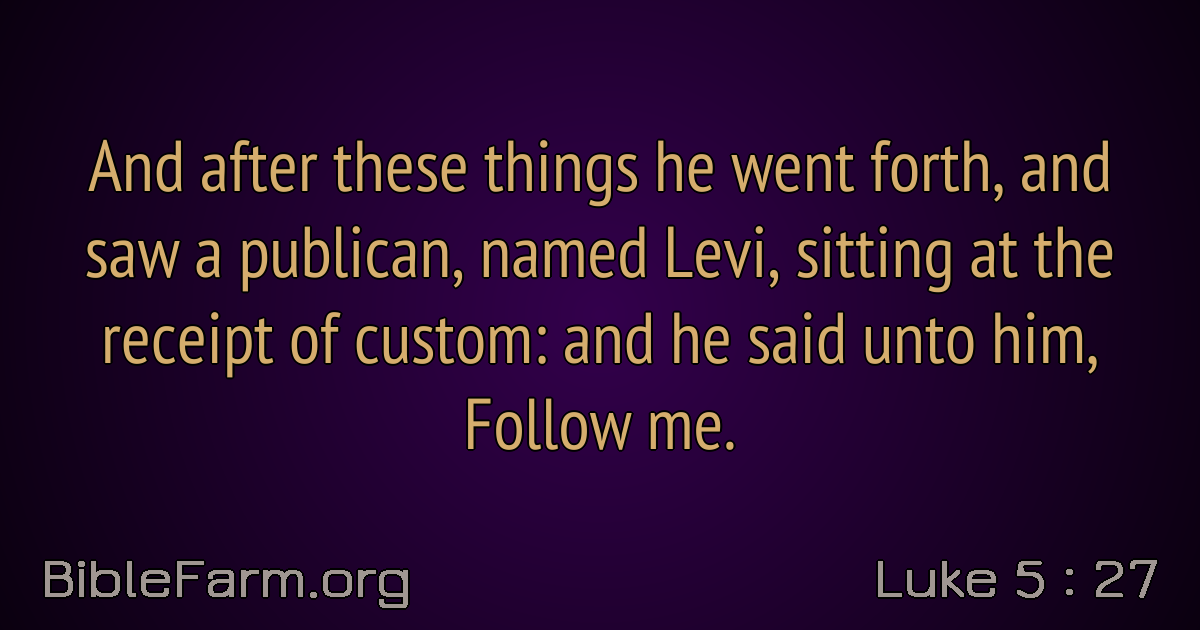 And after these things he went forth, and
saw a publican, named Levi, sitting at the
receipt of custom: and he said unto him,
Follow me.
BibleFarm.org
Luke 5 : 27